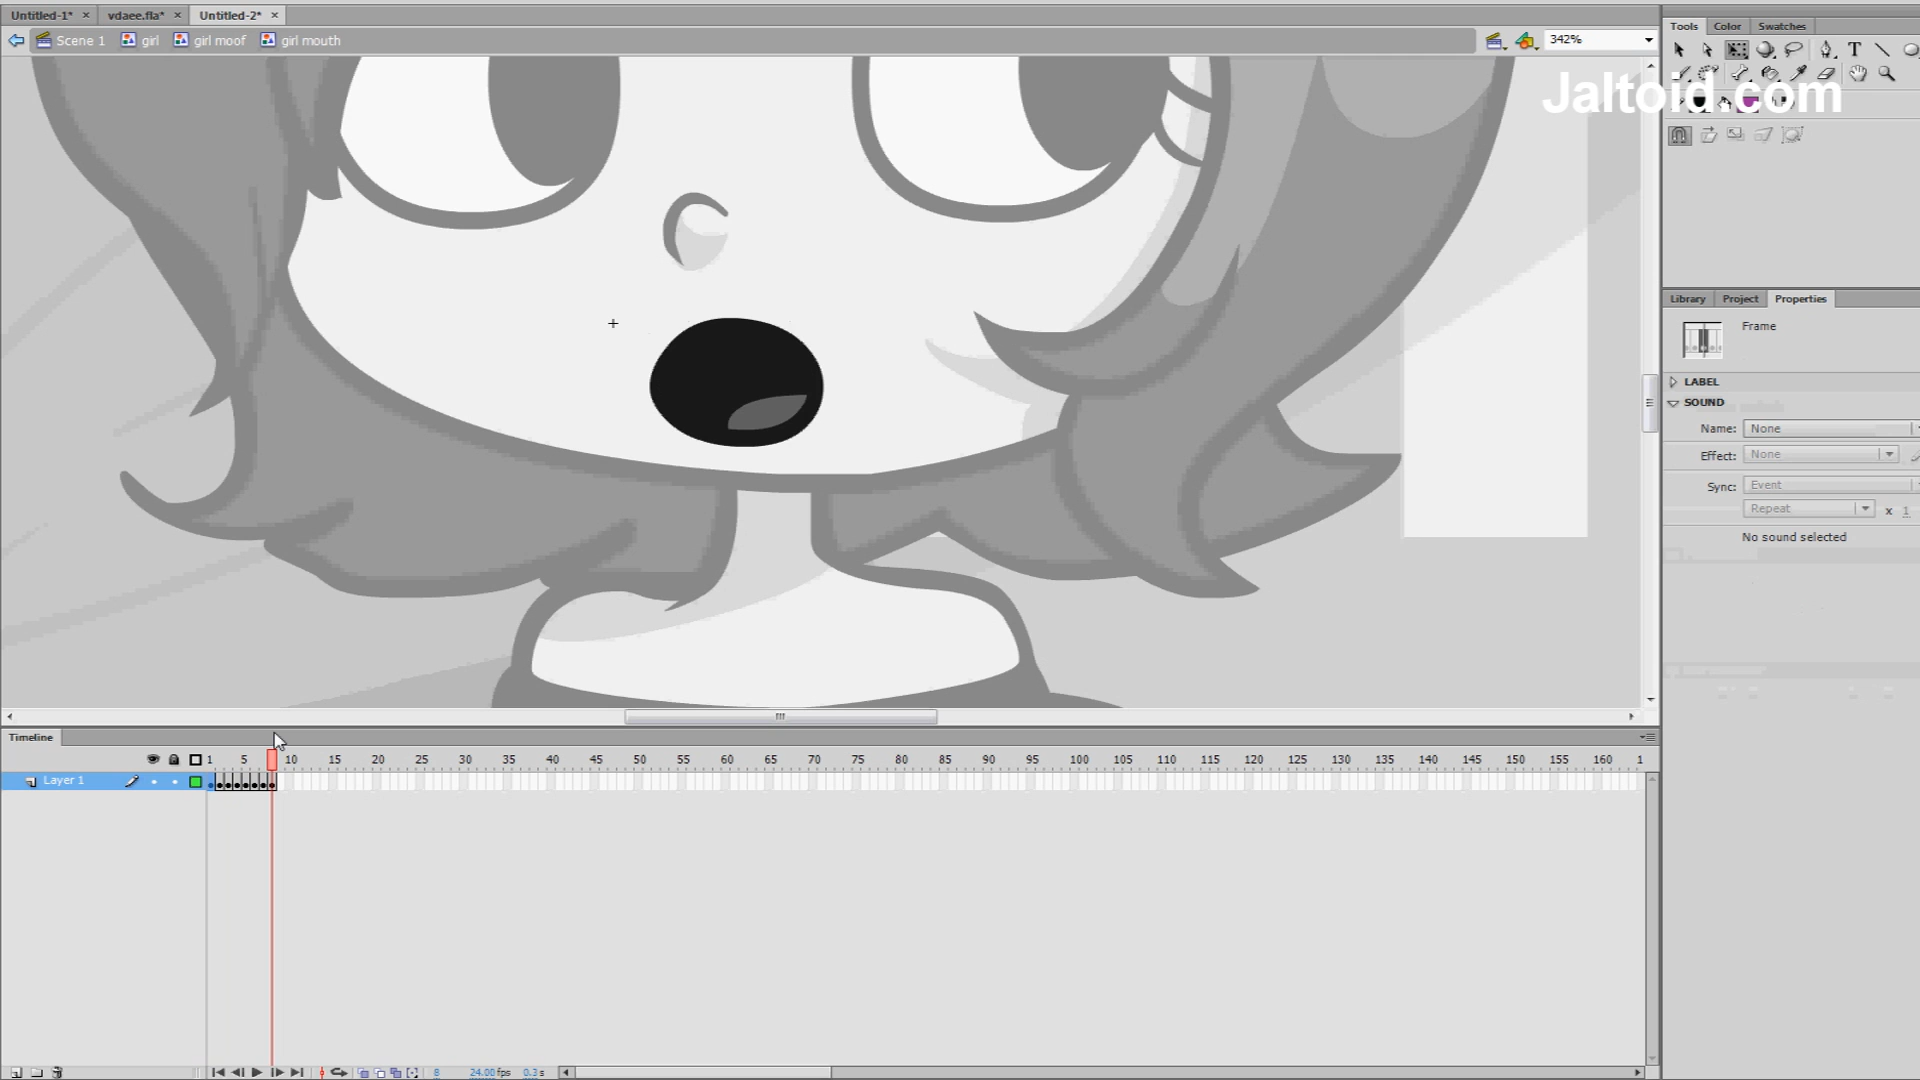 Untitled-1* vdaee.fla* Untitled-2*
Scene 1 girl girl moof girl mouth 342%
Tools Color Swatches
Jaltoid.com
Library Project Properties
Frame
LABEL
SOUND
Name: None
Effect: None
Sync: Event
Repeat x 1
No sound selected
Timeline
1 5 10 15 20 25 30 35 40 45 50 55 60 65 70 75 80 85 90 95 100 105 110 115 120 125 130 135 140 145 150 155 160 1
Layer 1
8 24.00 fps 0.3 s